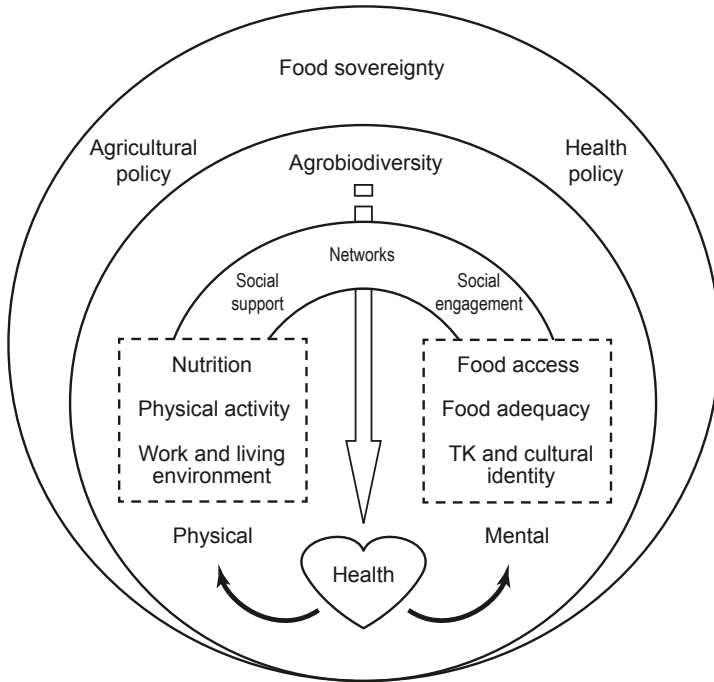 Food sovereignty
Agricultural
policy
Health
policy
Agrobiodiversity
Networks
Social
support
Social
engagement
Nutrition
Physical activity
Work and living
environment
Food access
Food adequacy
TK and cultural
identity
Physical
Mental
Health